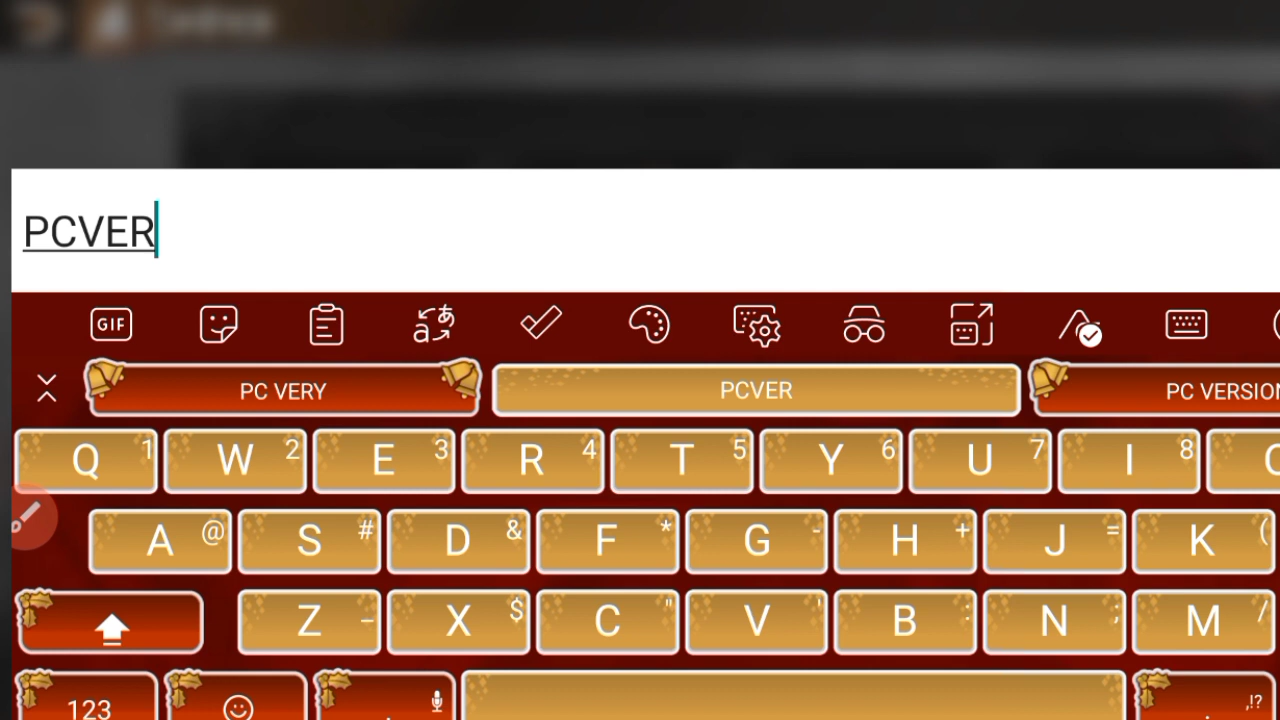 PCVER
GIF
PC VERY PCVER PC VERSION
Q 1 W 2 E 3 R 4 T 5 Y 6 U 7 I 8
A @ S # D & F * G - H + J = K (
Z _ X $ C " V ' B : N ; M /
123 , . ,!?